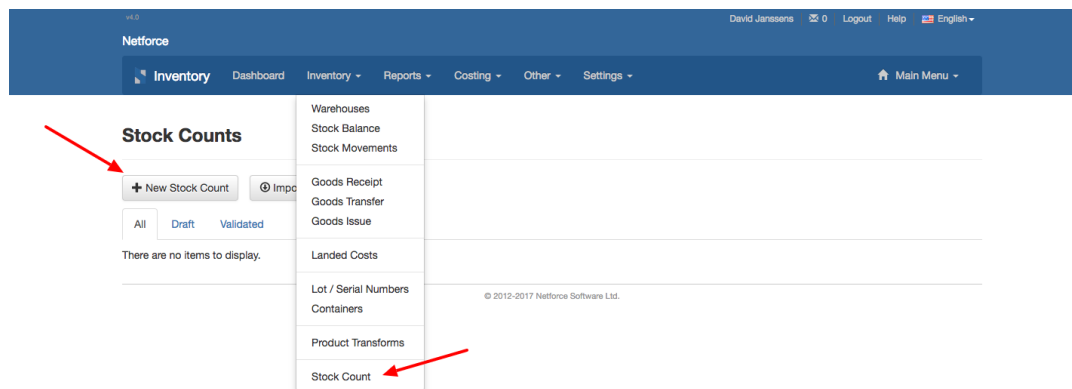 v4.0
David Janssens 0 Logout Help English
Netforce
Inventory Dashboard Inventory Reports Costing Other Settings Main Menu
Warehouses
Stock Balance
Stock Movements
Stock Counts
Goods Receipt
Goods Transfer
Goods Issue
New Stock Count Impo
All Draft Validated
There are no items to display.
Landed Costs
Lot / Serial Numbers
Containers
© 2012-2017 Netforce Software Ltd.
Product Transforms
Stock Count